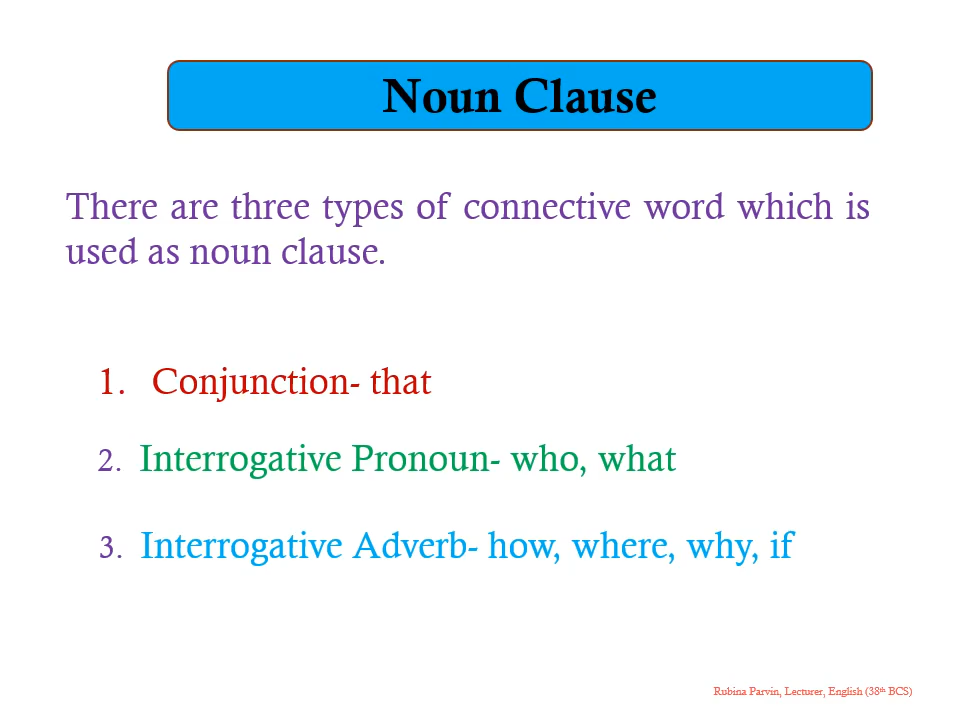 Noun Clause
There are three types of connective word which is
used as noun clause.
1. Conjunction- that
2. Interrogative Pronoun- who, what
3. Interrogative Adverb- how, where, why, if
Rubina Parvin, Lecturer, English (38th BCS)